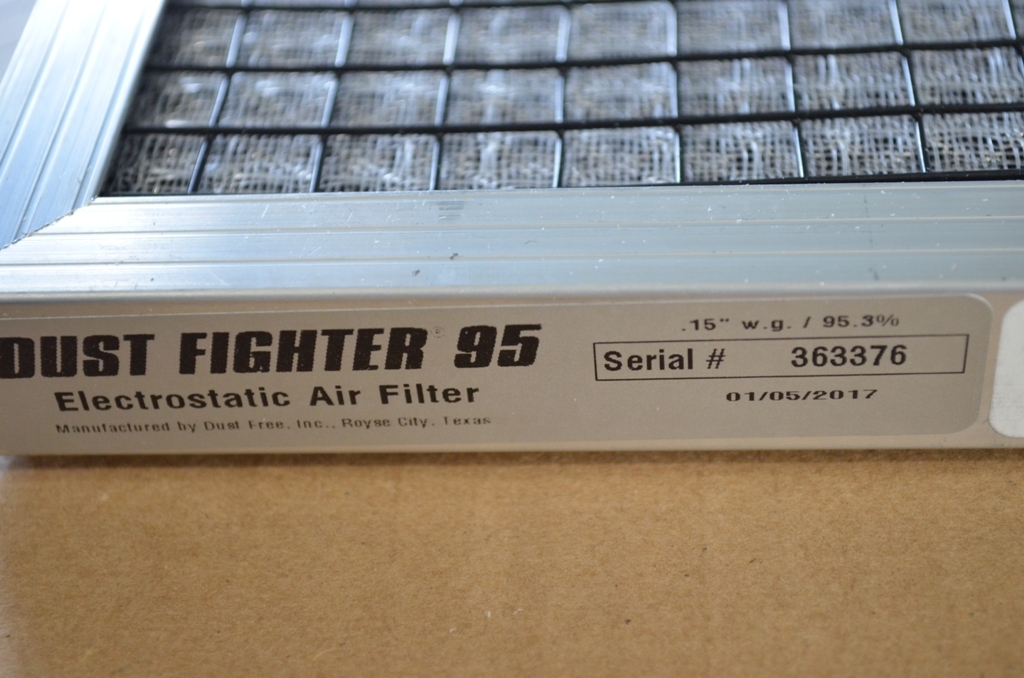 DUST FIGHTER® 95
Electrostatic Air Filter
Manufactured by Dust Free, Inc., Royse City, Texas
.15" w.g. / 95.3%
Serial # 363376
01/05/2017